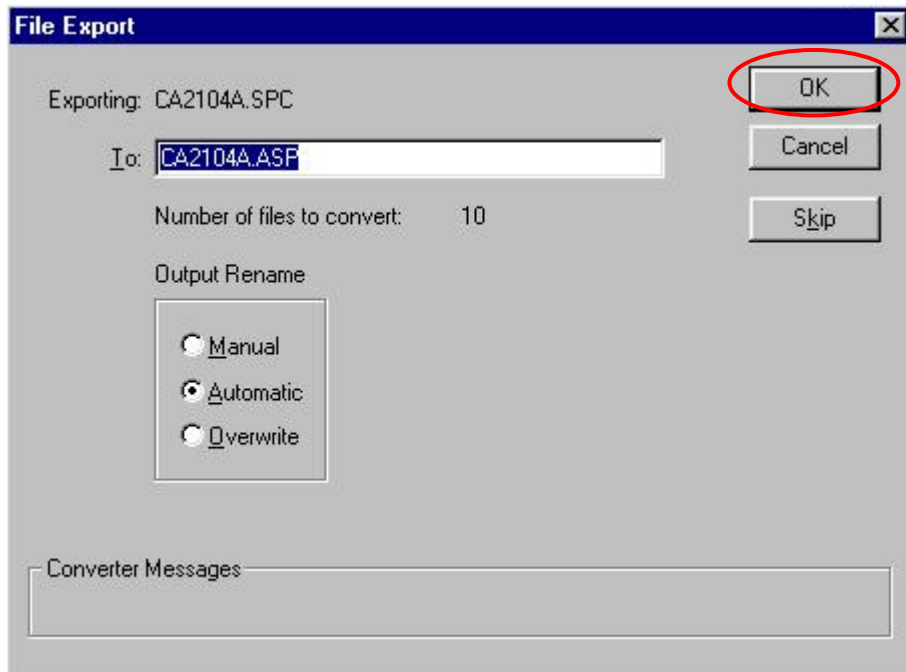 File Export
Exporting: CA2104A.SPC
OK
To: CA2104A.ASP
Cancel
Number of files to convert: 10
Skip
Output Rename
Manual
Automatic
Overwrite
Converter Messages